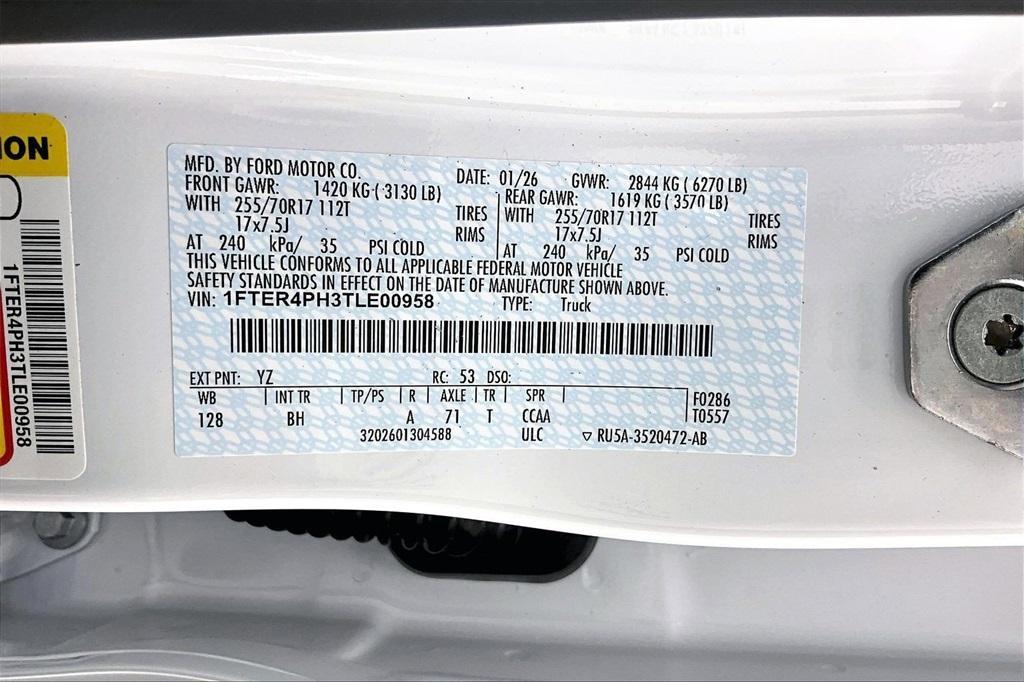 ION
1FTER4PH3TLE00958
MFD. BY FORD MOTOR CO. DATE: 01/26 GVWR: 2844 KG ( 6270 LB)
FRONT GAWR: 1420 KG ( 3130 LB) REAR GAWR: 1619 KG ( 3570 LB)
WITH 255/70R17 112T TIRES WITH 255/70R17 112T TIRES
17x7.5J RIMS 17x7.5J RIMS
AT 240 kPa/ 35 PSI COLD AT 240 kPa/ 35 PSI COLD
THIS VEHICLE CONFORMS TO ALL APPLICABLE FEDERAL MOTOR VEHICLE
SAFETY STANDARDS IN EFFECT ON THE DATE OF MANUFACTURE SHOWN ABOVE.
VIN: 1FTER4PH3TLE00958 TYPE: Truck
EXT PNT: YZ RC: 53 DSO:
WB INT TR TP/PS R AXLE TR SPR F0286
128 BH A 71 T CCAA T0557
3202601304588 ULC ▽ RU5A-3520472-AB